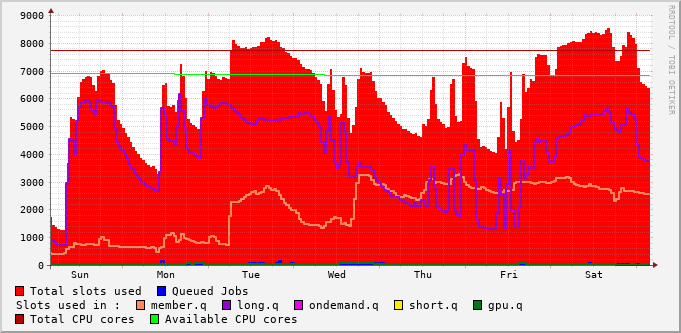 9000
8000
7000
6000
5000
4000
3000
2000
1000
0
Sun Mon Tue Wed Thu Fri Sat
RRDTOOL / TOBI OETIKER
Total slots used Queued Jobs
Slots used in : member.q long.q ondemand.q short.q gpu.q
Total CPU cores Available CPU cores